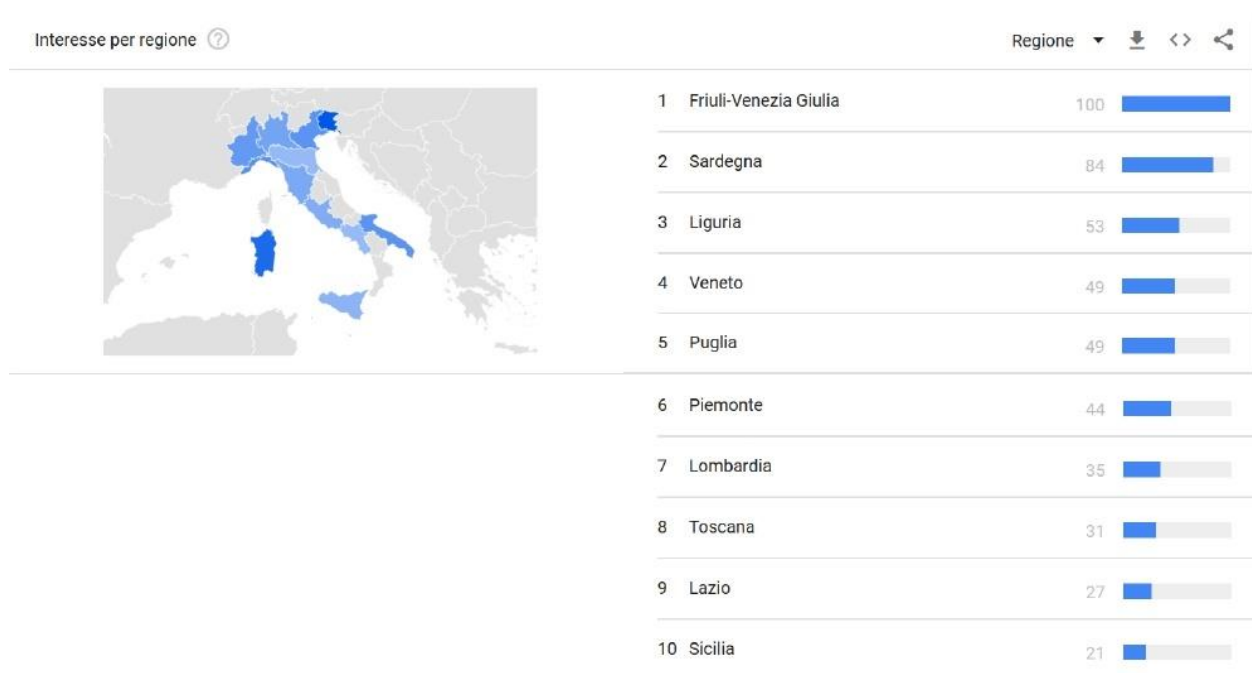 Interesse per regione
Regione
1 Friuli-Venezia Giulia 100
2 Sardegna 84
3 Liguria 53
4 Veneto 49
5 Puglia 49
6 Piemonte 44
7 Lombardia 35
8 Toscana 31
9 Lazio 27
10 Sicilia 21